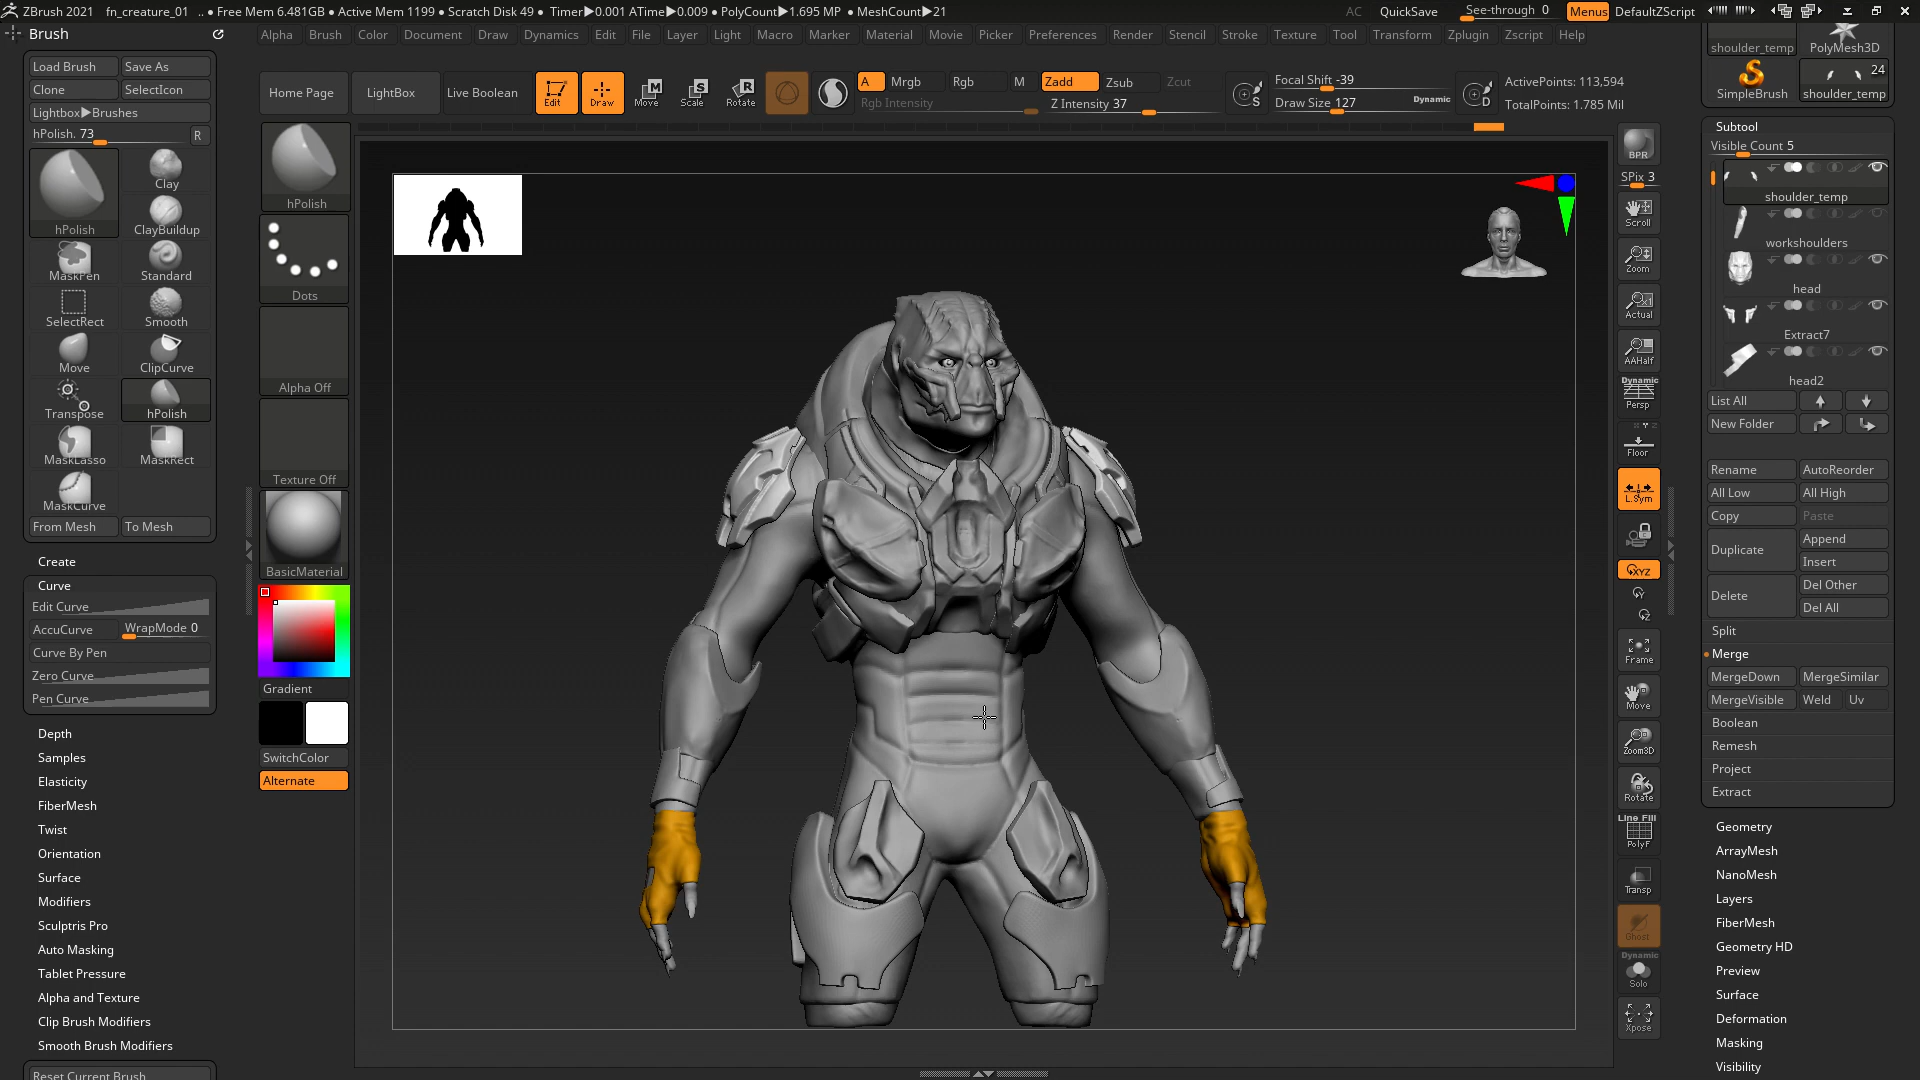 ZBrush 2021 fn_creature_01 .. ● Free Mem 6.481GB ● Active Mem 1199 ● Scratch Disk 49 ● Timer▶0.001 ATime▶0.009 ● PolyCount▶1.695 MP ● MeshCount▶21 AC QuickSave See-through 0 Menus DefaultZScript
Brush
Alpha Brush Color Document Draw Dynamics Edit File Layer Light Macro Marker Material Movie Picker Preferences Render Stencil Stroke Texture Tool Transform Zplugin Zscript Help
Load Brush Save As
Clone SelectIcon
Lightbox▶Brushes
hPolish. 73 R
hPolish
Clay
ClayBuildup
MaskPen Standard
SelectRect Smooth
Move ClipCurve
Transpose hPolish
MaskLasso MaskRect
MaskCurve
From Mesh To Mesh
Create
Curve
Edit Curve
AccuCurve WrapMode 0
Curve By Pen
Zero Curve
Pen Curve
Depth
Samples
Elasticity
FiberMesh
Twist
Orientation
Surface
Modifiers
Sculptris Pro
Auto Masking
Tablet Pressure
Alpha and Texture
Clip Brush Modifiers
Smooth Brush Modifiers
Reset Current Brush
Home Page LightBox Live Boolean Edit Draw Move Scale Rotate
A Mrgb Rgb M Zadd Zsub Zcut
Rgb Intensity Z Intensity 37
S Focal Shift -39
Draw Size 127 Dynamic
D ActivePoints: 113,594
TotalPoints: 1.785 Mil
hPolish
Dots
Alpha Off
Texture Off
BasicMaterial
Gradient
SwitchColor
Alternate
BPR
SPix 3
Scroll
Zoom
Actual
AAHalf
Dynamic
Persp
Floor
L.Sym
XYZ
Frame
Move
Zoom3D
Rotate
Line Fill
PolyF
Transp
Ghost
Dynamic
Solo
Xpose
shoulder_temp PolyMesh3D
SimpleBrush 24
shoulder_temp
Subtool
Visible Count 5
shoulder_temp
workshoulders
head
Extract7
head2
List All
New Folder
Rename AutoReorder
All Low All High
Copy Paste
Duplicate Append
Insert
Delete Del Other
Del All
Split
Merge
MergeDown MergeSimilar
MergeVisible Weld Uv
Boolean
Remesh
Project
Extract
Geometry
ArrayMesh
NanoMesh
Layers
FiberMesh
Geometry HD
Preview
Surface
Deformation
Masking
Visibility